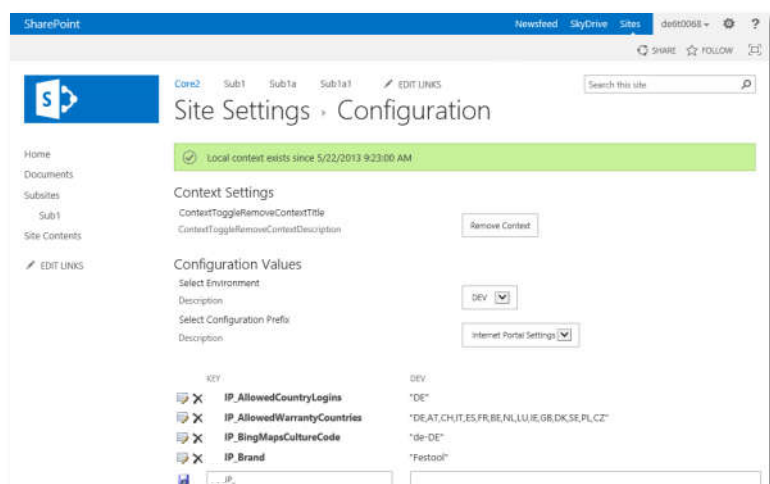 SharePoint
Newsfeed SkyDrive Sites de6t0068 ?
SHARE FOLLOW
S
Core2 Sub1 Sub1a Sub1a1 EDIT LINKS
Search this site
Site Settings › Configuration
Home
Documents
Subsites
Sub1
Site Contents
EDIT LINKS
Local context exists since 5/22/2013 9:23:00 AM
Context Settings
ContextToggleRemoveContextTitle
ContextToggleRemoveContextDescription
Remove Context
Configuration Values
Select Environment
Description
DEV
Select Configuration Prefix
Description
Internet Portal Settings
KEY DEV
IP_AllowedCountryLogins "DE"
IP_AllowedWarrantyCountries "DE,AT,CH,IT,ES,FR,BE,NL,LU,IE,GB,DK,SE,PL,CZ"
IP_BingMapsCultureCode "de-DE"
IP_Brand "Festool"
IP_